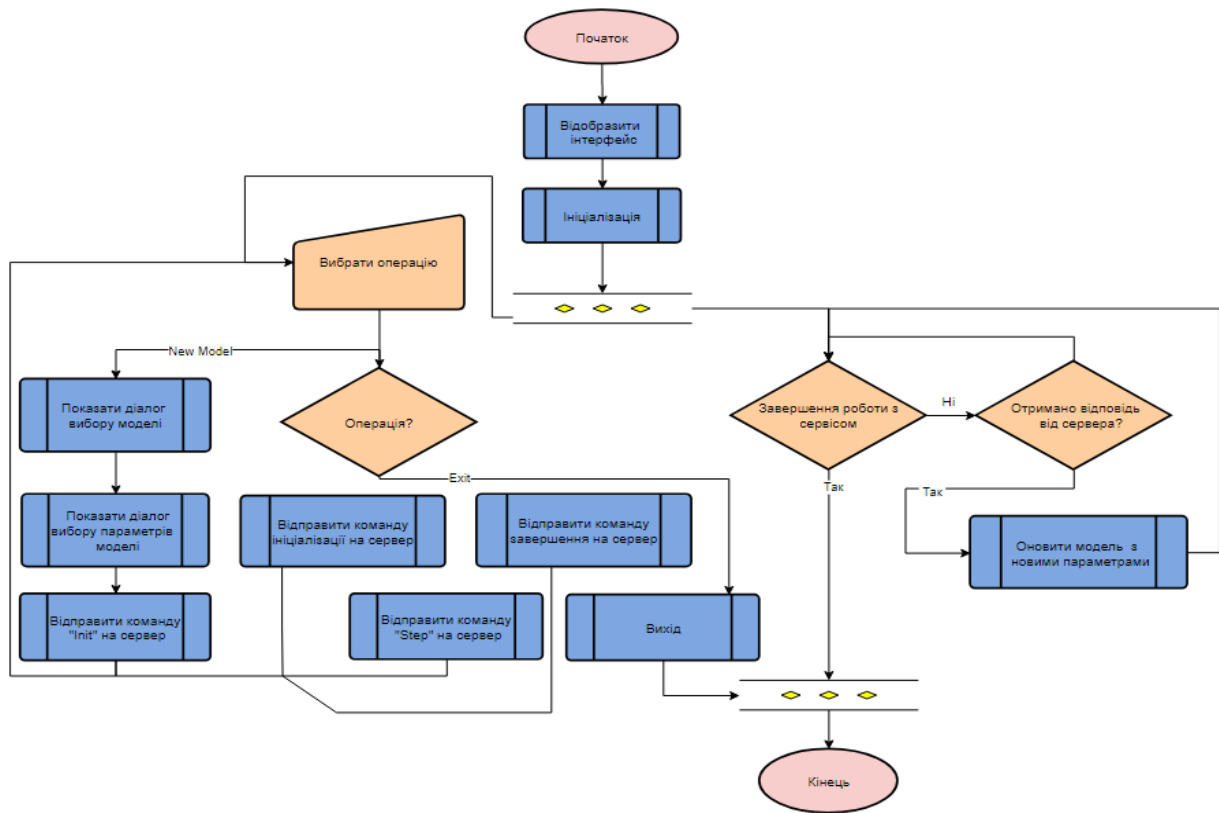 Початок
Відобразити
інтерфейс
Ініціалізація
Вибрати операцію
New Model
Показати діалог
вибору моделі
Операція?
Завершення роботи з
сервісом
Ні
Отримано відповідь
від сервера?
Exit
Так
Так
Показати діалог
вибору параметрів
моделі
Відправити команду
ініціалізації на сервер
Відправити команду
завершення на сервер
Оновити модель з
новими параметрами
Відправити команду
"Init" на сервер
Відправити команду
"Step" на сервер
Вихід
Кінець